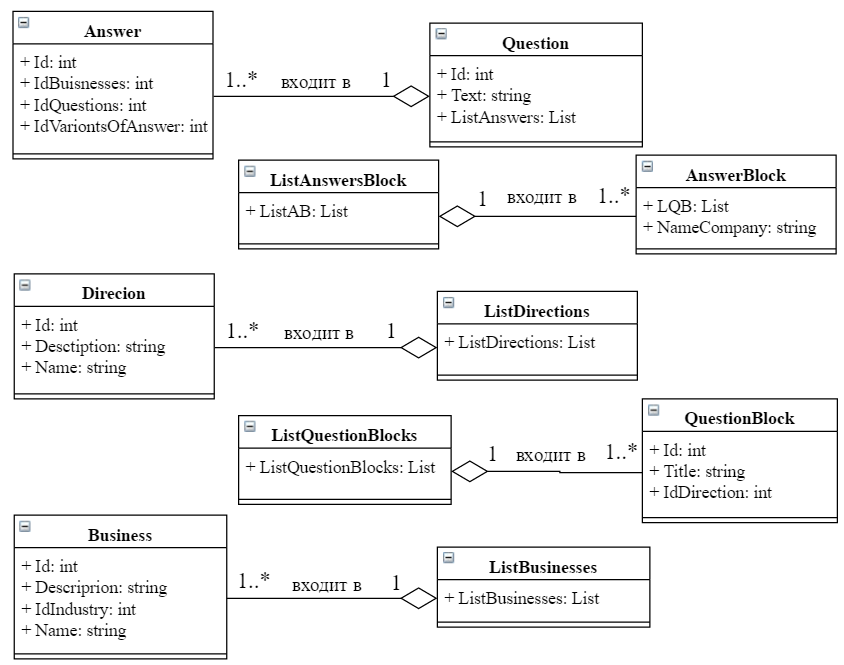 Answer
+ Id: int
+ IdBuisnesses: int
+ IdQuestions: int
+ IdVariontsOfAnswer: int
1..* входит в 1
Question
+ Id: int
+ Text: string
+ ListAnswers: List
ListAnswersBlock
+ ListAB: List
1 входит в 1..*
AnswerBlock
+ LQB: List
+ NameCompany: string
Direcion
+ Id: int
+ Desctiption: string
+ Name: string
1..* входит в 1
ListDirections
+ ListDirections: List
ListQuestionBlocks
+ ListQuestionBlocks: List
1 входит в 1..*
QuestionBlock
+ Id: int
+ Title: string
+ IdDirection: int
Business
+ Id: int
+ Descriprion: string
+ IdIndustry: int
+ Name: string
1..* входит в 1
ListBusinesses
+ ListBusinesses: List